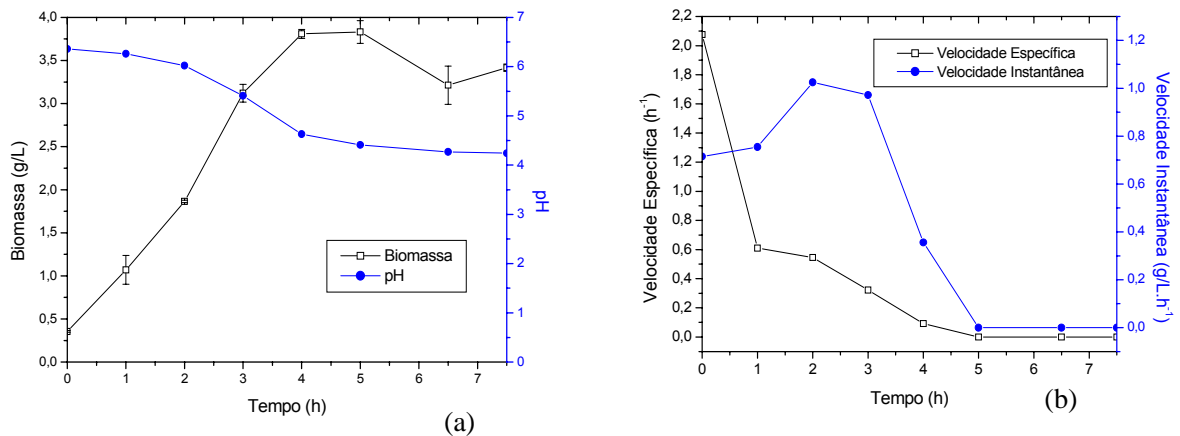 4,0
3,5
3,0
2,5
2,0
1,5
1,0
0,5
0,0
Biomassa (g/L)
0 1 2 3 4 5 6 7
Tempo (h)
7
6
5
4
3
2
1
0
pH
Biomassa
pH
(a)
2,2
2,0
1,8
1,6
1,4
1,2
1,0
0,8
0,6
0,4
0,2
0,0
Velocidade Específica (h-1)
0 1 2 3 4 5 6 7
Tempo (h)
1,2
1,0
0,8
0,6
0,4
0,2
0,0
Velocidade Instantânea (g/L.h-1)
Velocidade Específica
Velocidade Instantânea
(b)